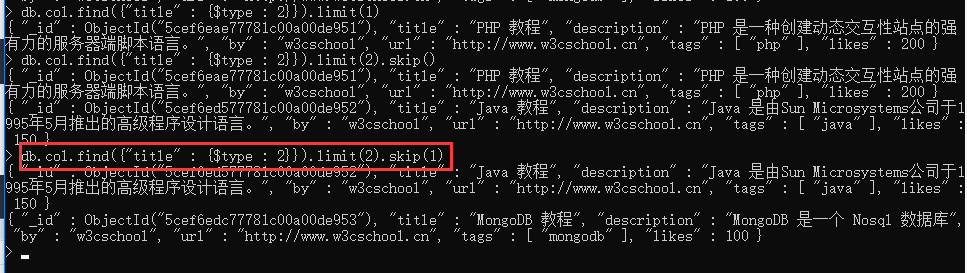 > db.col.find({"title" : {$type : 2}}).limit(1)
{ "_id" : ObjectId("5cef6eae77781c00a00de951"), "title" : "PHP 教程", "description" : "PHP 是一种创建动态交互性站点的强
有力的服务器端脚本语言。", "by" : "w3cschool", "url" : "http://www.w3cschool.cn", "tags" : [ "php" ], "likes" : 200 }
> db.col.find({"title" : {$type : 2}}).limit(2).skip()
{ "_id" : ObjectId("5cef6eae77781c00a00de951"), "title" : "PHP 教程", "description" : "PHP 是一种创建动态交互性站点的强
有力的服务器端脚本语言。", "by" : "w3cschool", "url" : "http://www.w3cschool.cn", "tags" : [ "php" ], "likes" : 200 }
{ "_id" : ObjectId("5cef6ed577781c00a00de952"), "title" : "Java 教程", "description" : "Java 是由Sun Microsystems公司于1
995年5月推出的高级程序设计语言。", "by" : "w3cschool", "url" : "http://www.w3cschool.cn", "tags" : [ "java" ], "likes" :
150 }
> db.col.find({"title" : {$type : 2}}).limit(2).skip(1)
{ "_id" : ObjectId("5cef6ed577781c00a00de952"), "title" : "Java 教程", "description" : "Java 是由Sun Microsystems公司于1
995年5月推出的高级程序设计语言。", "by" : "w3cschool", "url" : "http://www.w3cschool.cn", "tags" : [ "java" ], "likes" :
150 }
{ "_id" : ObjectId("5cef6edc77781c00a00de953"), "title" : "MongoDB 教程", "description" : "MongoDB 是一个 Nosql 数据库",
"by" : "w3cschool", "url" : "http://www.w3cschool.cn", "tags" : [ "mongodb" ], "likes" : 100 }
>